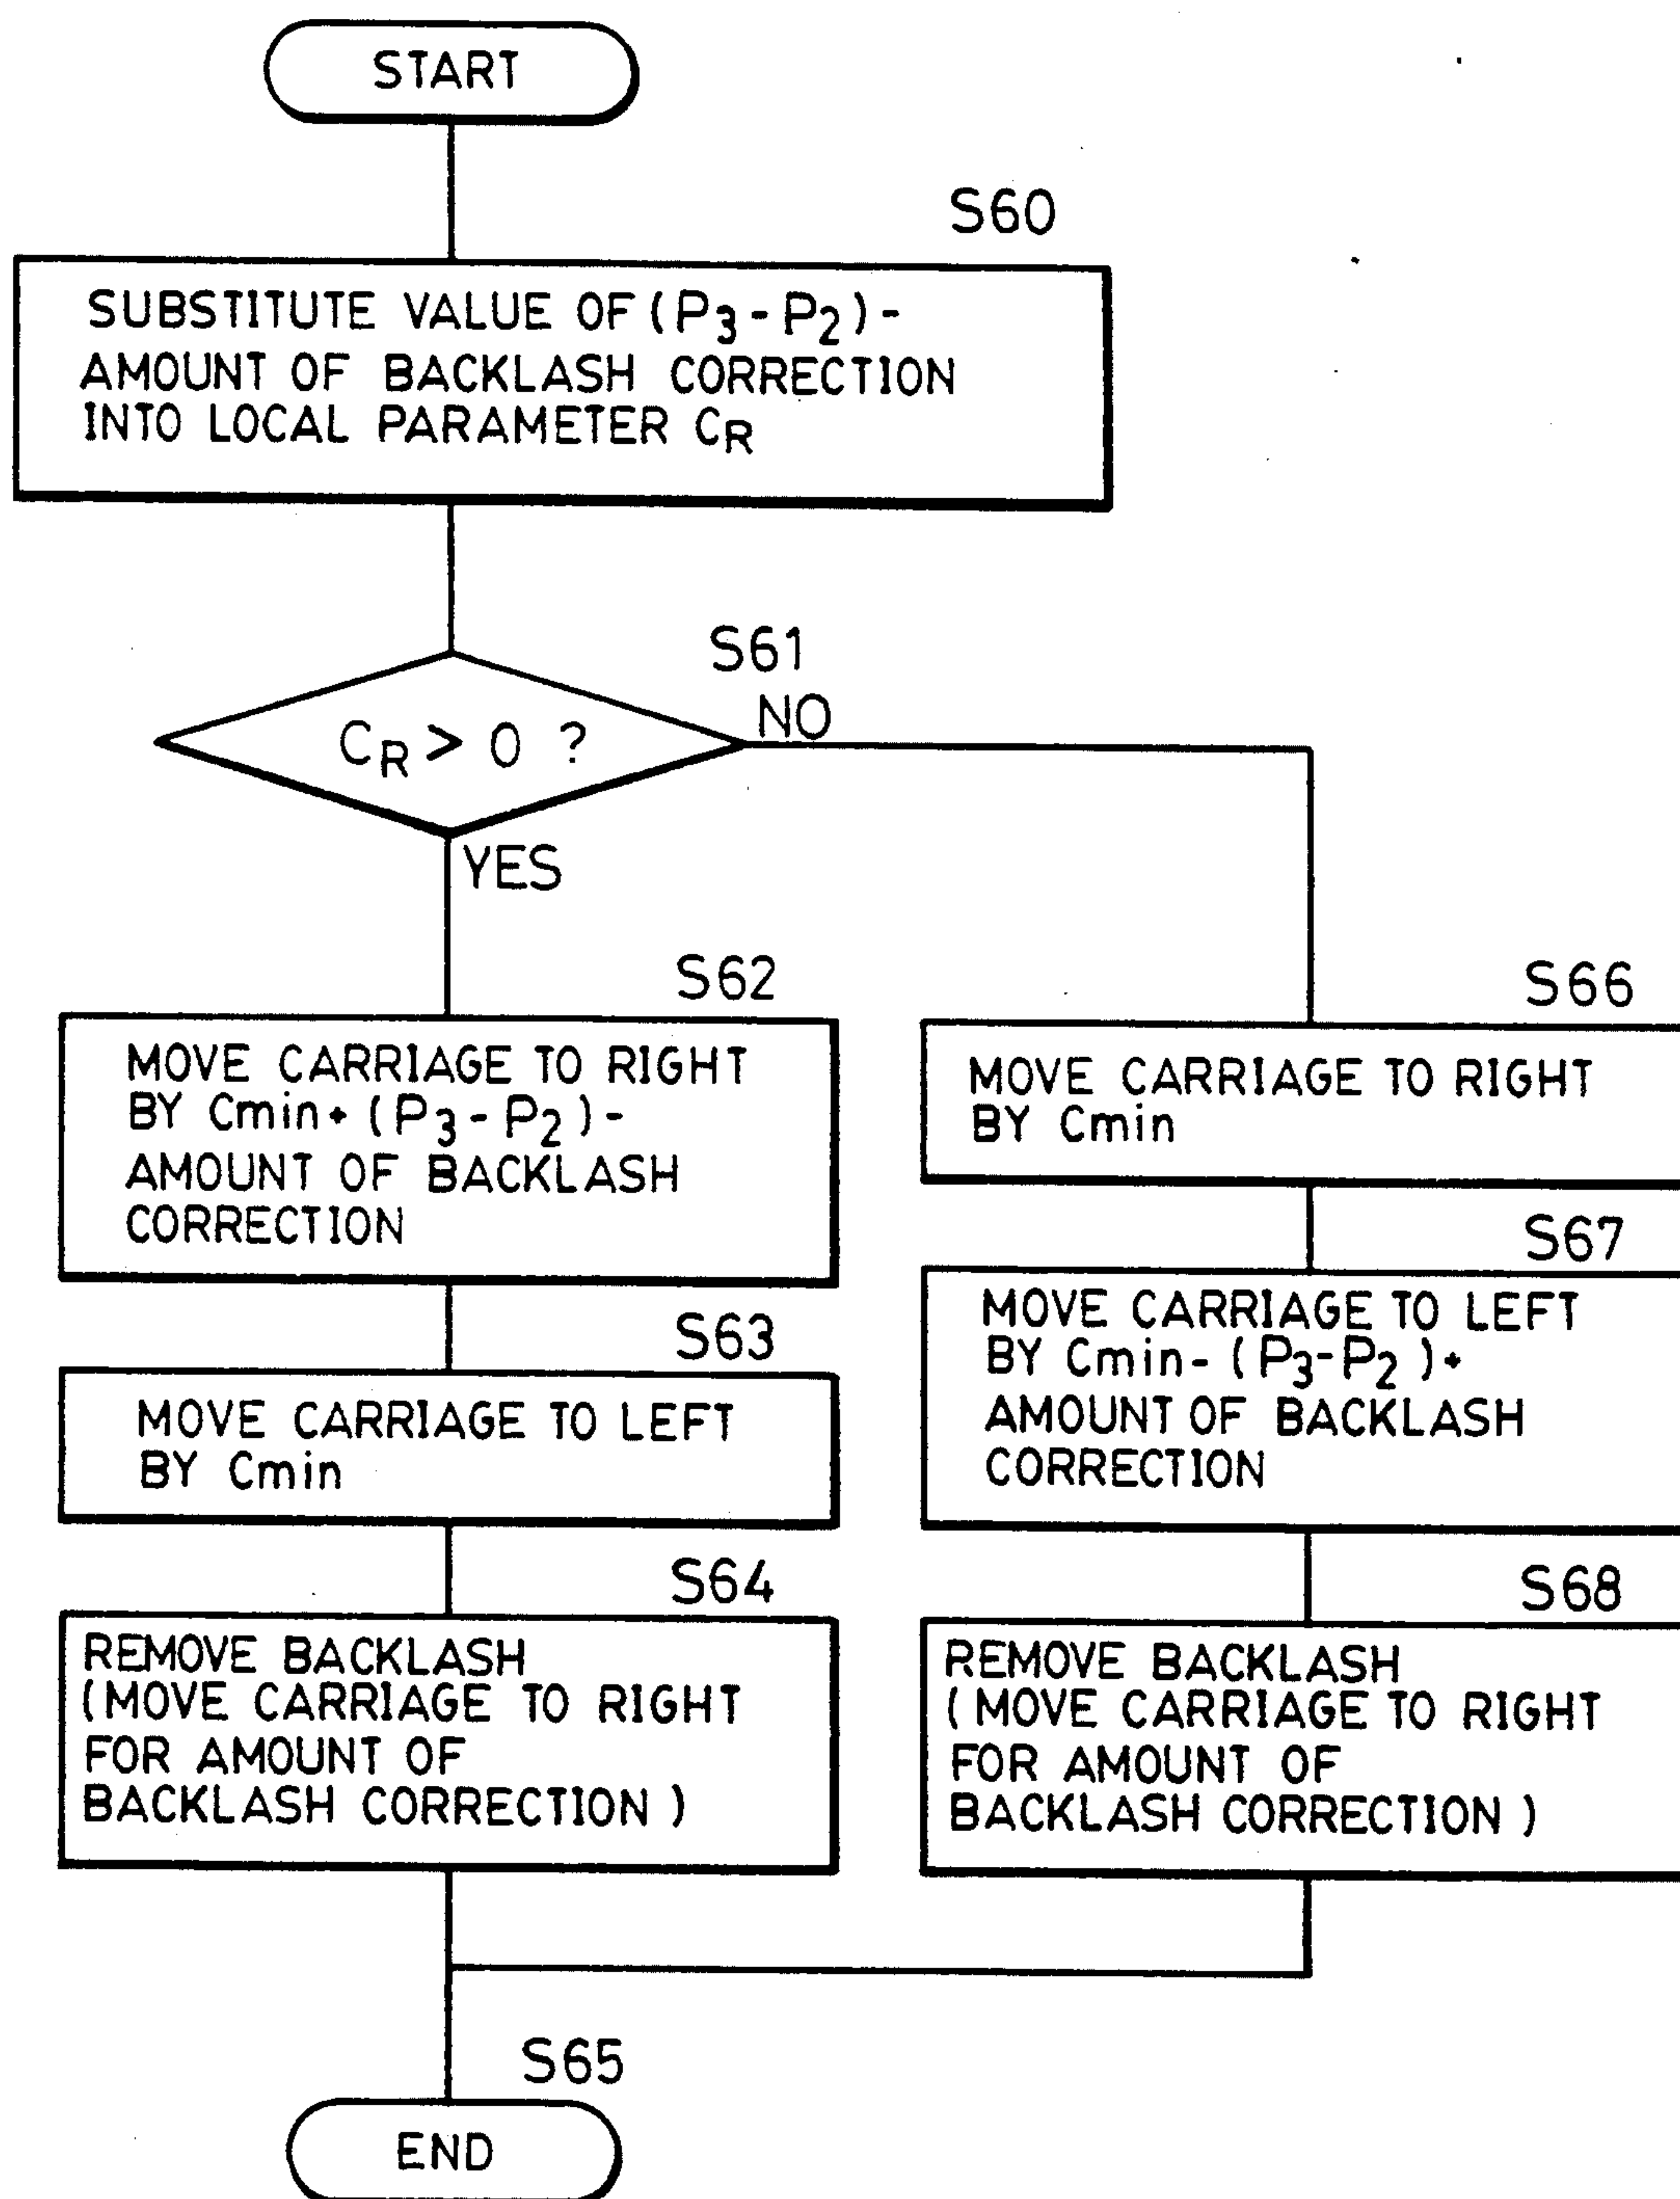 START
S60
SUBSTITUTE VALUE OF (P3 - P2) -
AMOUNT OF BACKLASH CORRECTION
INTO LOCAL PARAMETER CR
S61
CR > 0 ?
NO
YES
S62
MOVE CARRIAGE TO RIGHT
BY Cmin + (P3 - P2) -
AMOUNT OF BACKLASH
CORRECTION
S63
MOVE CARRIAGE TO LEFT
BY Cmin
S64
REMOVE BACKLASH
(MOVE CARRIAGE TO RIGHT
FOR AMOUNT OF
BACKLASH CORRECTION)
S66
MOVE CARRIAGE TO RIGHT
BY Cmin
S67
MOVE CARRIAGE TO LEFT
BY Cmin - (P3 - P2) +
AMOUNT OF BACKLASH
CORRECTION
S68
REMOVE BACKLASH
(MOVE CARRIAGE TO RIGHT
FOR AMOUNT OF
BACKLASH CORRECTION)
S65
END